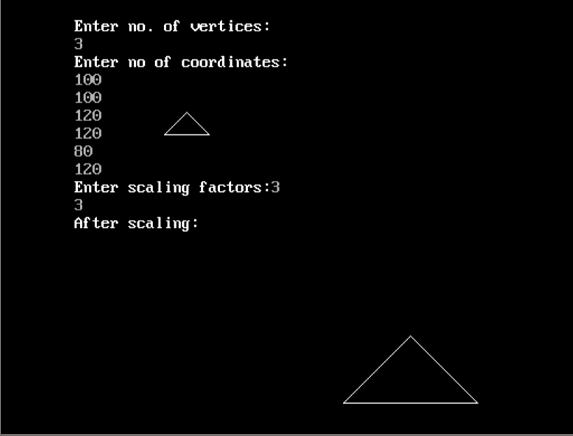 Enter no. of vertices:
3
Enter no of coordinates:
100
100
120
120
80
120
Enter scaling factors:3
3
After scaling: